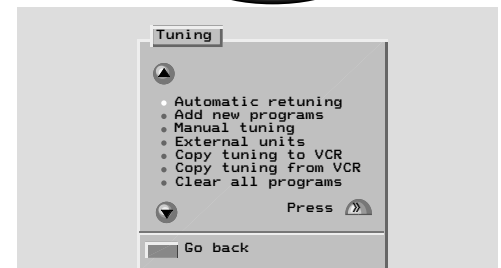 Tuning
Automatic retuning
Add new programs
Manual tuning
External units
Copy tuning to VCR
Copy tuning from VCR
Clear all programs
Press »
Go back